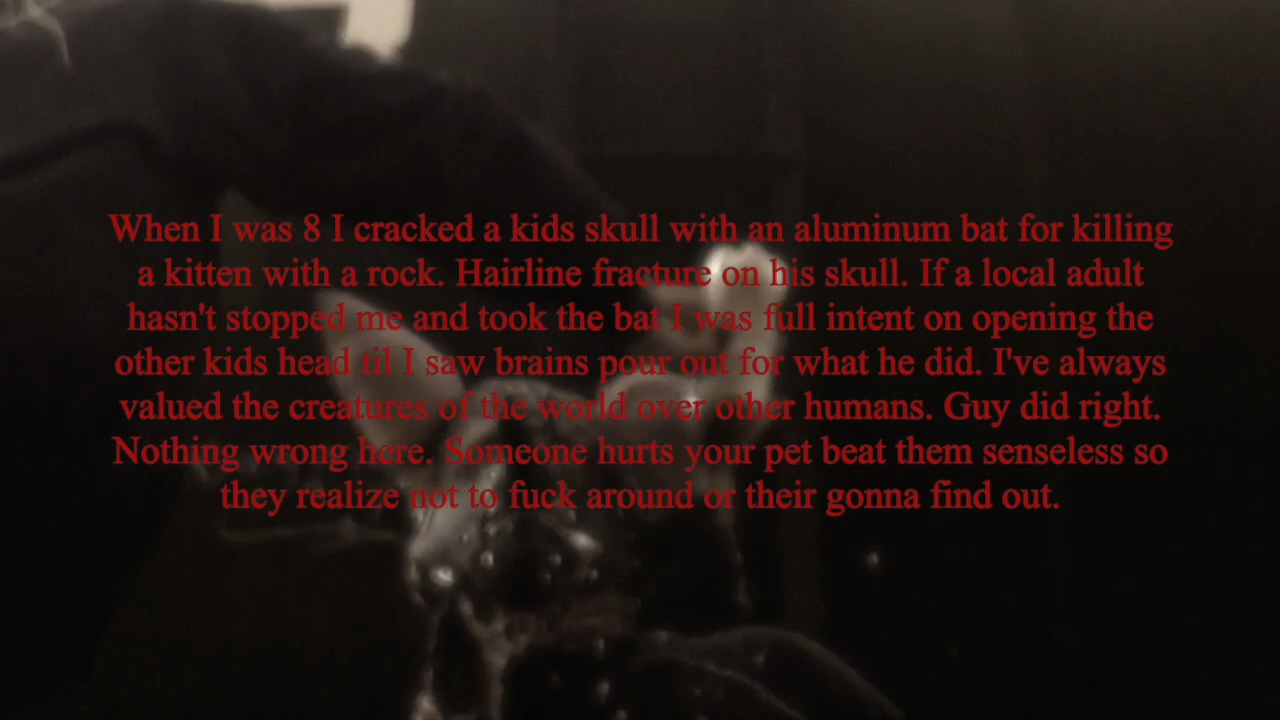 When I was 8 I cracked a kids skull with an aluminum bat for killing
a kitten with a rock. Hairline fracture on his skull. If a local adult
hasn't stopped me and took the bat I was full intent on opening the
other kids head til I saw brains pour out for what he did. I've always
valued the creatures of the world over other humans. Guy did right.
Nothing wrong here. Someone hurts your pet beat them senseless so
they realize not to fuck around or their gonna find out.